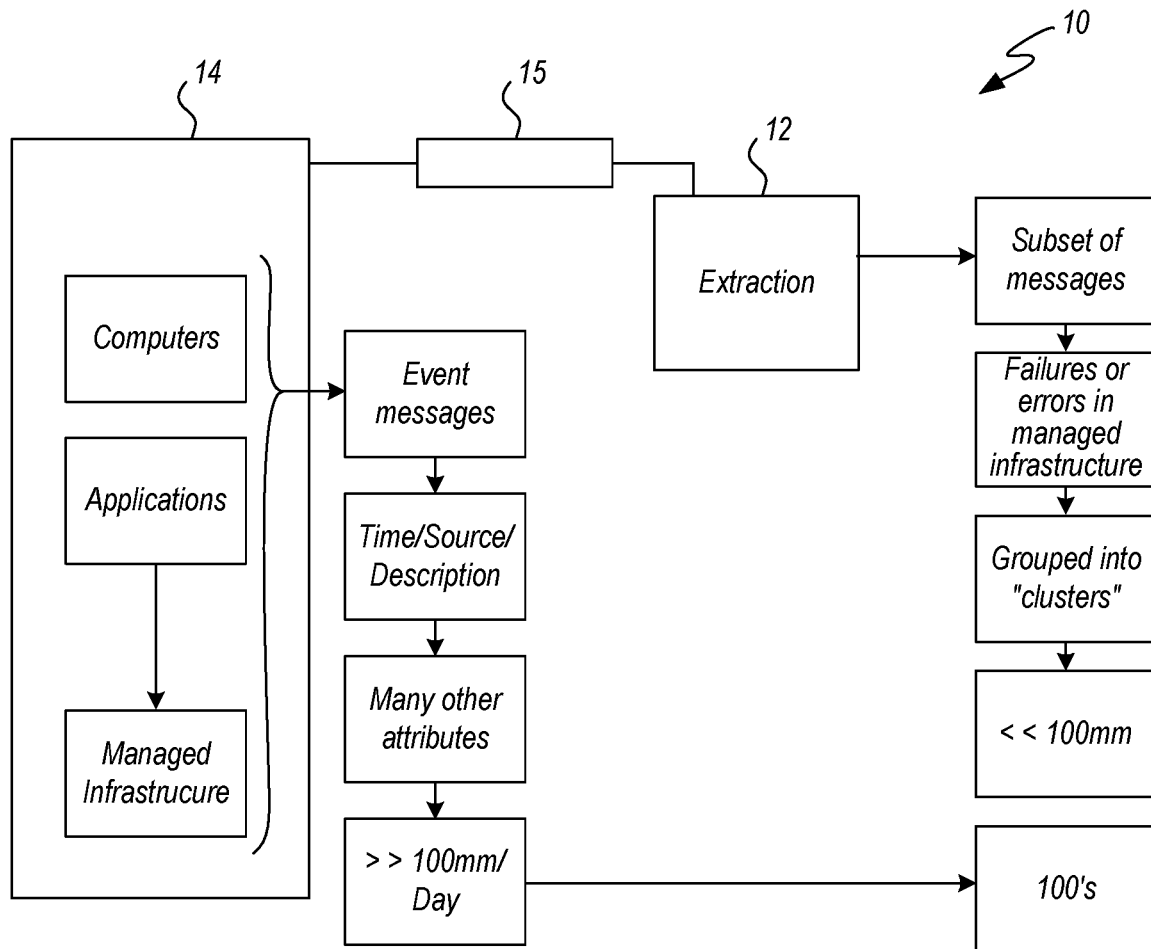 10
14
15
12
Computers
Applications
Managed
Infrastrucure
Event
messages
Time/Source/
Description
Many other
attributes
> > 100mm/
Day
Extraction
Subset of
messages
Failures or
errors in
managed
infrastructure
Grouped into
"clusters"
< < 100mm
100's